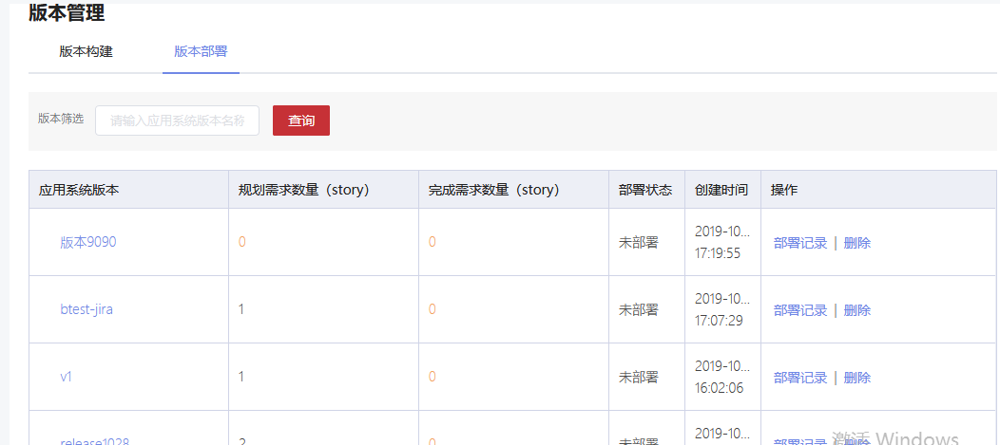 版本管理
版本构建 版本部署
版本筛选 请输入应用系统版本名称 查询
应用系统版本 规划需求数量（story） 完成需求数量（story） 部署状态 创建时间 操作
版本9090 0 0 未部署 2019-10... 17:19:55 部署记录 | 删除
btest-jira 1 0 未部署 2019-10... 17:07:29 部署记录 | 删除
v1 1 0 未部署 2019-10... 16:02:06 部署记录 | 删除
release1028 2 0 未部署 2019-10... 部署记录 | 删除
激活 Windows